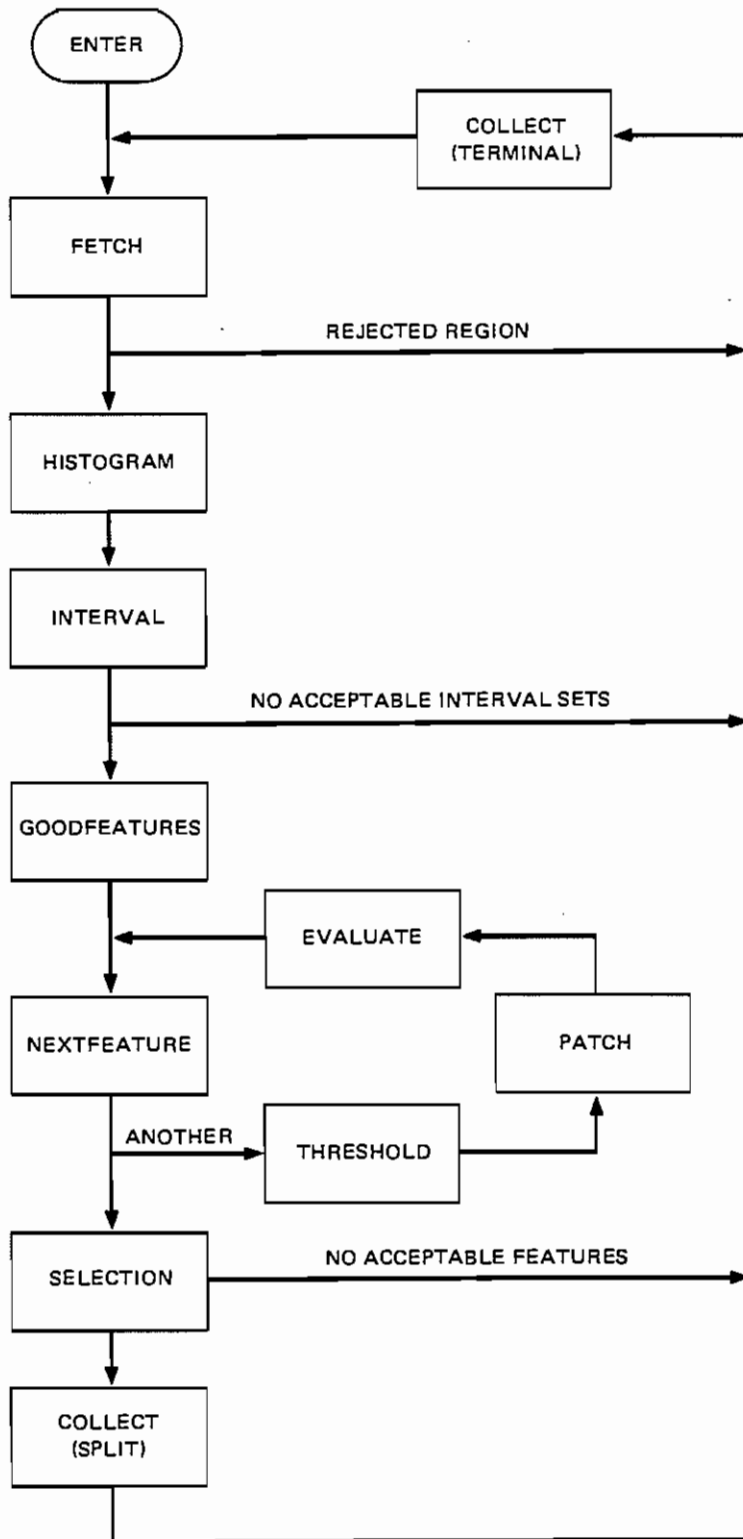 ENTER
COLLECT
(TERMINAL)
FETCH
REJECTED REGION
HISTOGRAM
INTERVAL
NO ACCEPTABLE INTERVAL SETS
GOODFEATURES
EVALUATE
NEXTFEATURE
PATCH
ANOTHER
THRESHOLD
NO ACCEPTABLE FEATURES
SELECTION
COLLECT
(SPLIT)